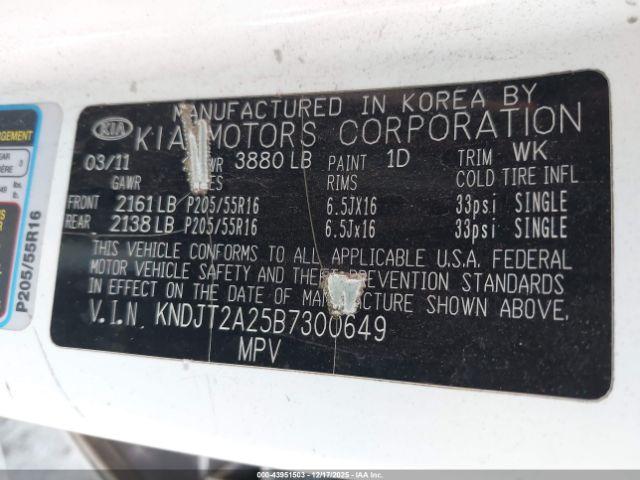 MANUFACTURED IN KOREA BY
KIA KIA MOTORS CORPORATION
03/11 3880 LB PAINT 1D TRIM WK
GAWR RIMS COLD TIRE INFL
FRONT 2161 LB P205/55R16 6.5JX16 33psi SINGLE
REAR 2138 LB P205/55R16 6.5Jx16 33psi SINGLE
THIS VEHICLE CONFORMS TO ALL APPLICABLE U.S.A. FEDERAL
MOTOR VEHICLE SAFETY AND THEFT PREVENTION STANDARDS
IN EFFECT ON THE DATE OF MANUFACTURE SHOWN ABOVE.
V.I.N. KNDJT2A25B7300649
MPV
P205/55R16
© 43951503 - 12/17/2025 - © IAA Holdings, LLC